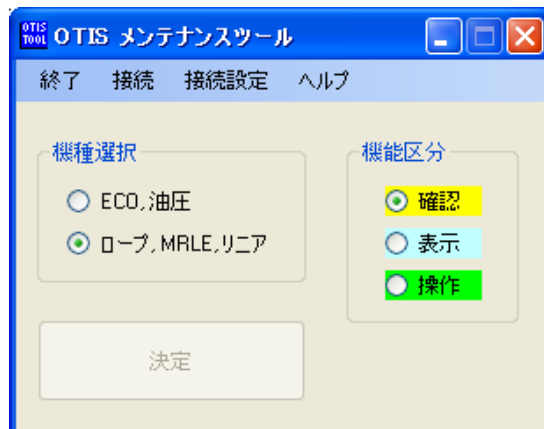 OTIS TOOL OTIS メンテナンスツール
終了 接続 接続設定 ヘルプ
機種選択
ECO,油圧
ロープ,MRLE,リニア
機能区分
確認
表示
操作
決定